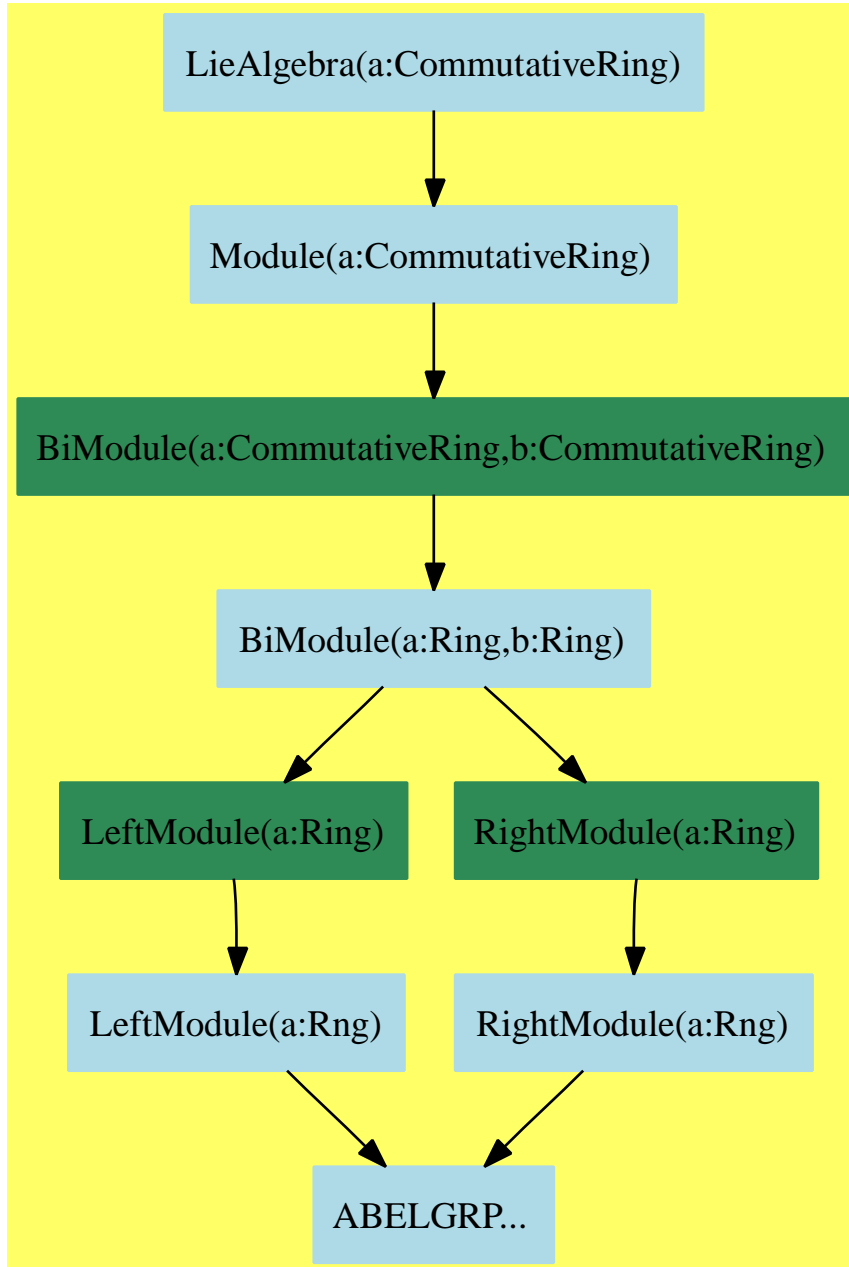 LieAlgebra(a:CommutativeRing)
Module(a:CommutativeRing)
BiModule(a:CommutativeRing,b:CommutativeRing)
BiModule(a:Ring,b:Ring)
LeftModule(a:Ring)
RightModule(a:Ring)
LeftModule(a:Rng)
RightModule(a:Rng)
ABELGRP...